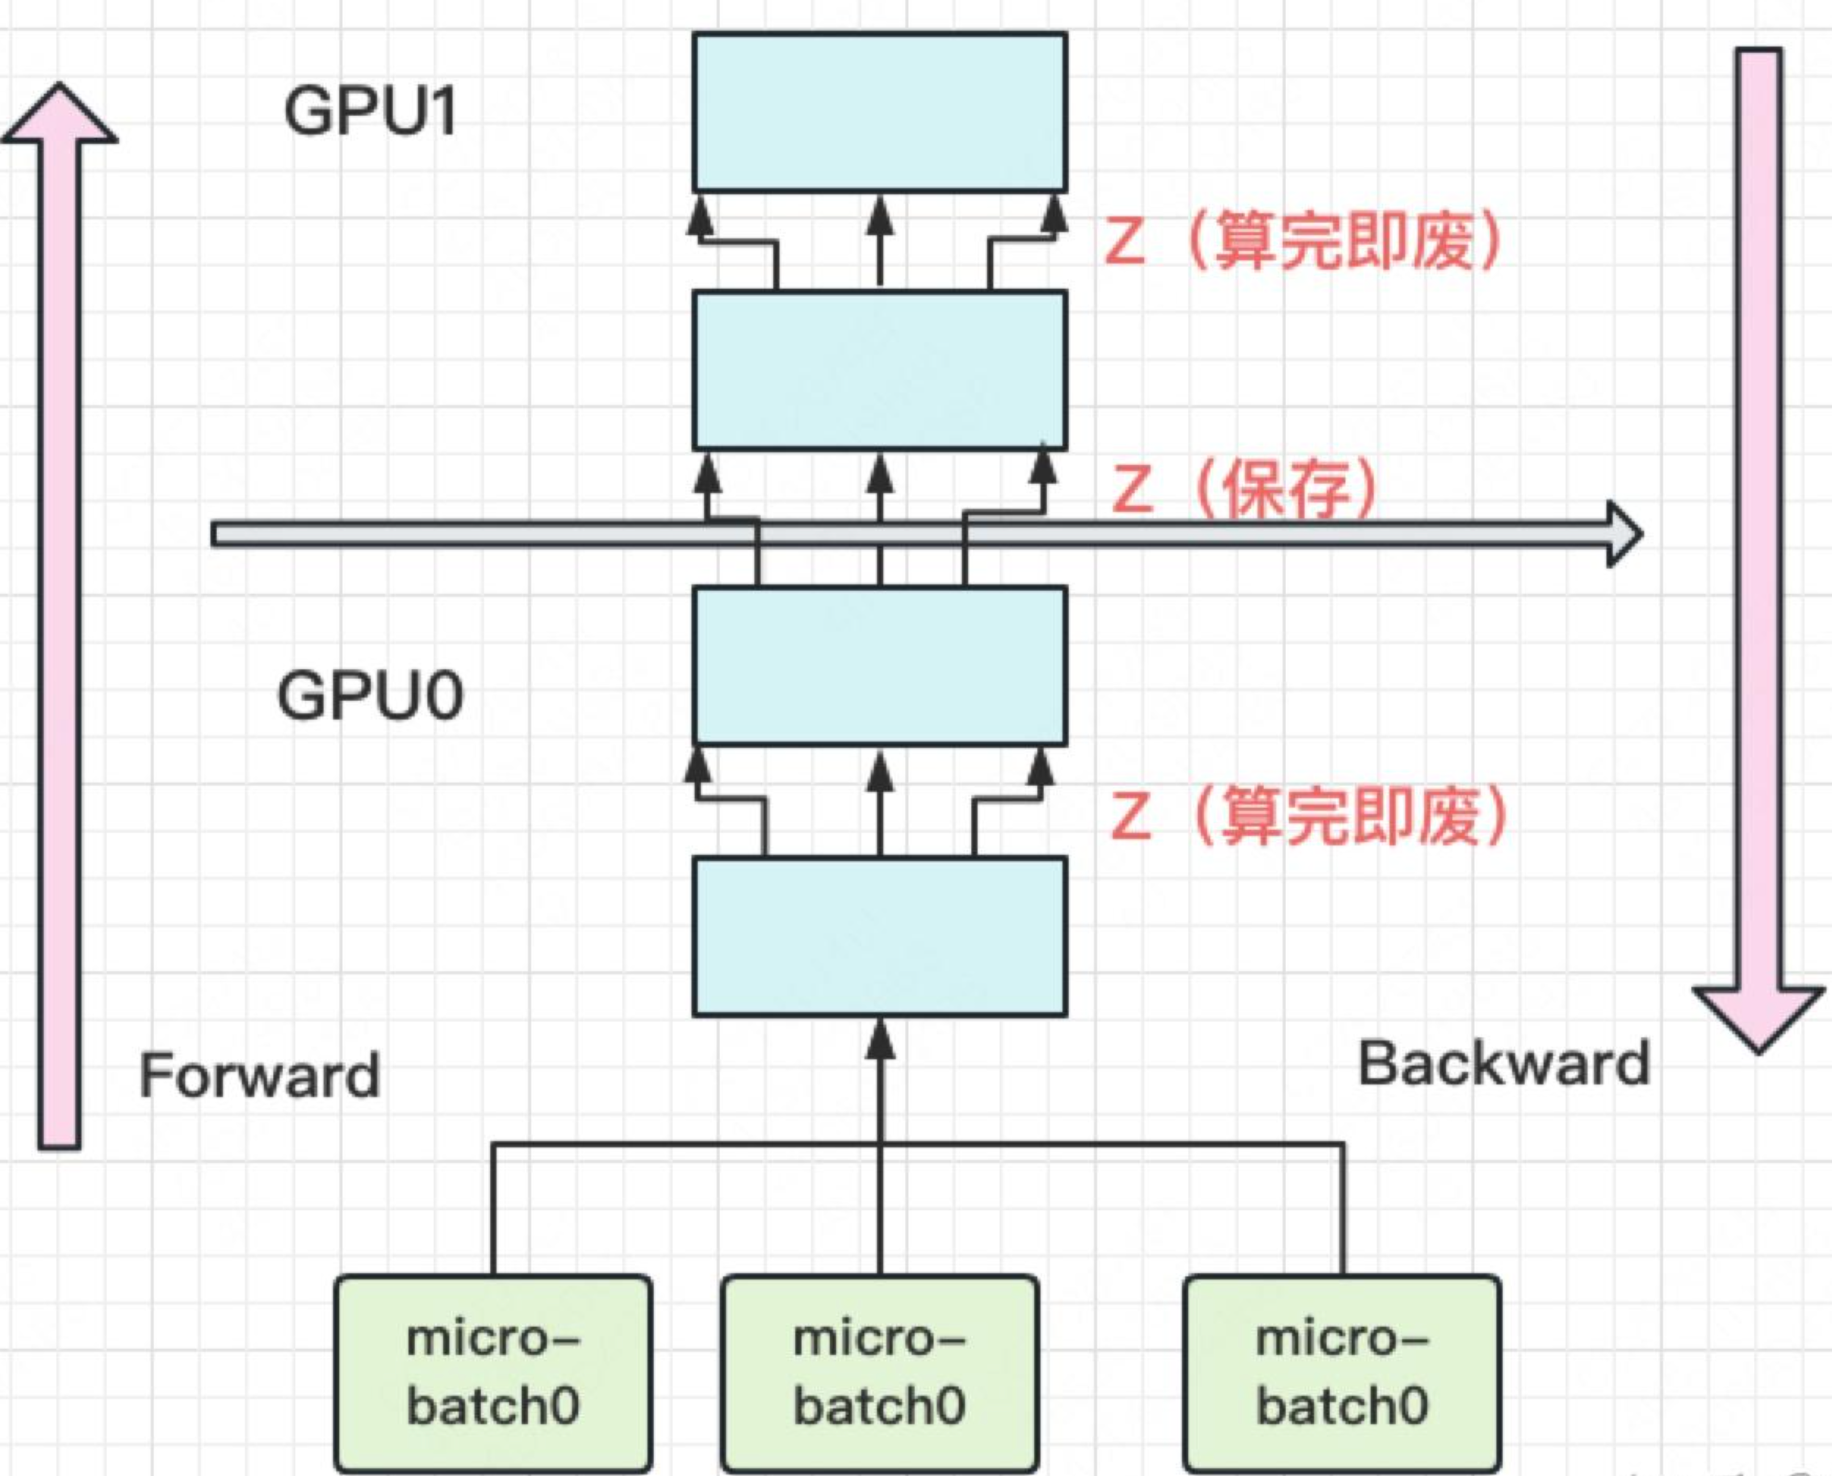 GPU1
Z（算完即废）
Z（保存）
GPU0
Z（算完即废）
Forward
Backward
micro-
batch0
micro-
batch0
micro-
batch0